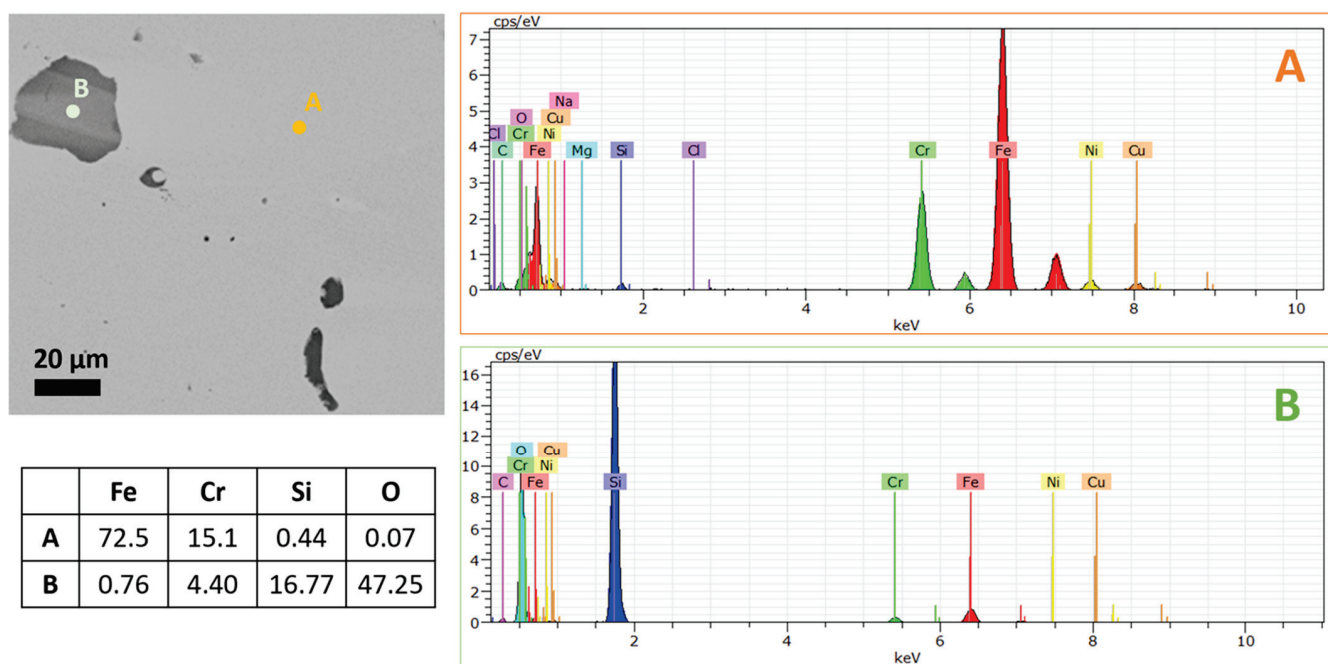 B
A
20 µm
Fe Cr Si O
A 72.5 15.1 0.44 0.07
B 0.76 4.40 16.77 47.25
cps/eV
A
7
6
Na
5
O Cu
Cl Cr Ni
4
C Fe Mg Si Cl Cr Fe Ni Cu
3
2
1
0
2 4 6 8 10
keV
cps/eV
B
16
14
12
O Cu
10
Cr Ni
C Fe Si Cr Fe Ni Cu
8
6
4
2
0
2 4 6 8 10
keV